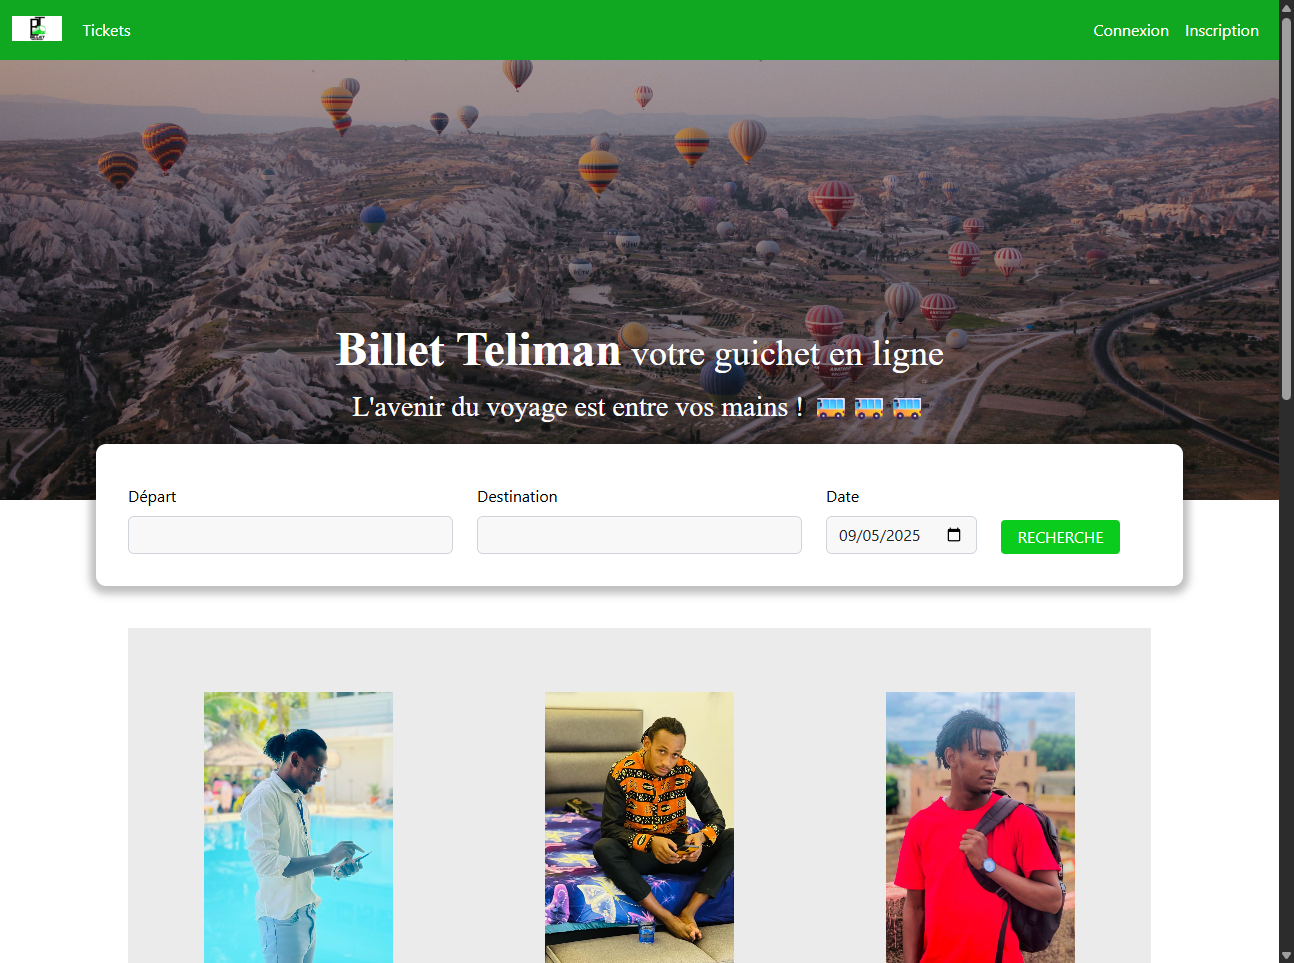 Tickets
Connexion Inscription
Billet Teliman votre guichet en ligne
L'avenir du voyage est entre vos mains ! 🚌 🚌 🚌
Départ
Destination
Date
09/05/2025
RECHERCHE